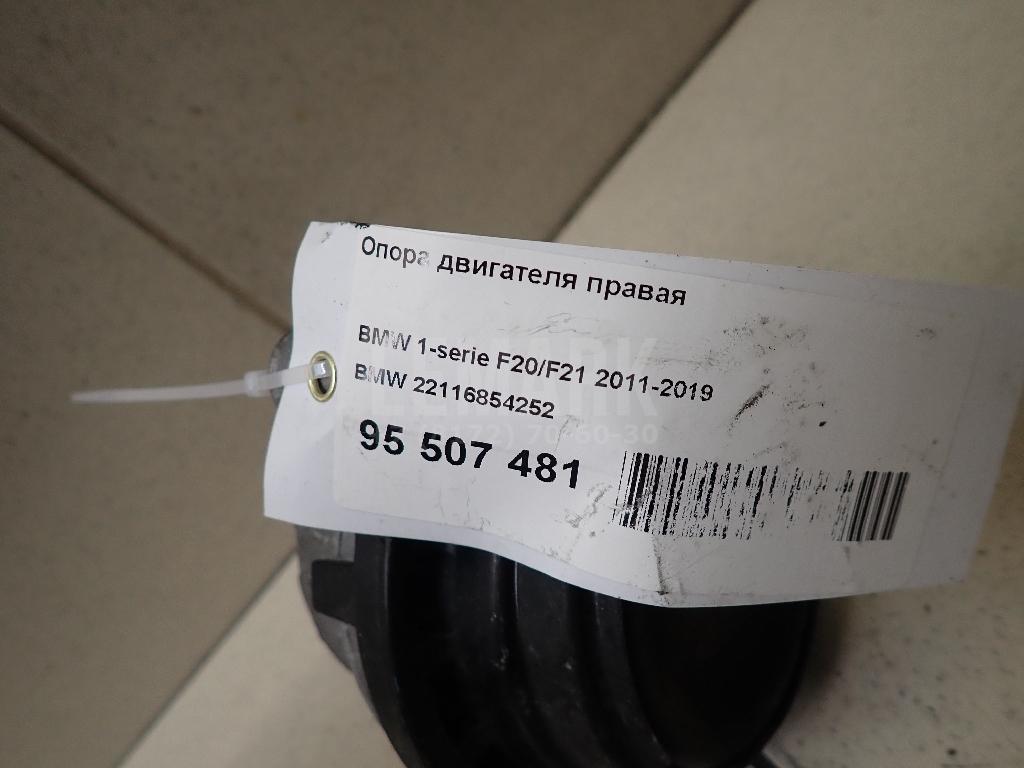 Опора двигателя правая
BMW 1-serie F20/F21 2011-2019
BMW 22116854252
95 507 481